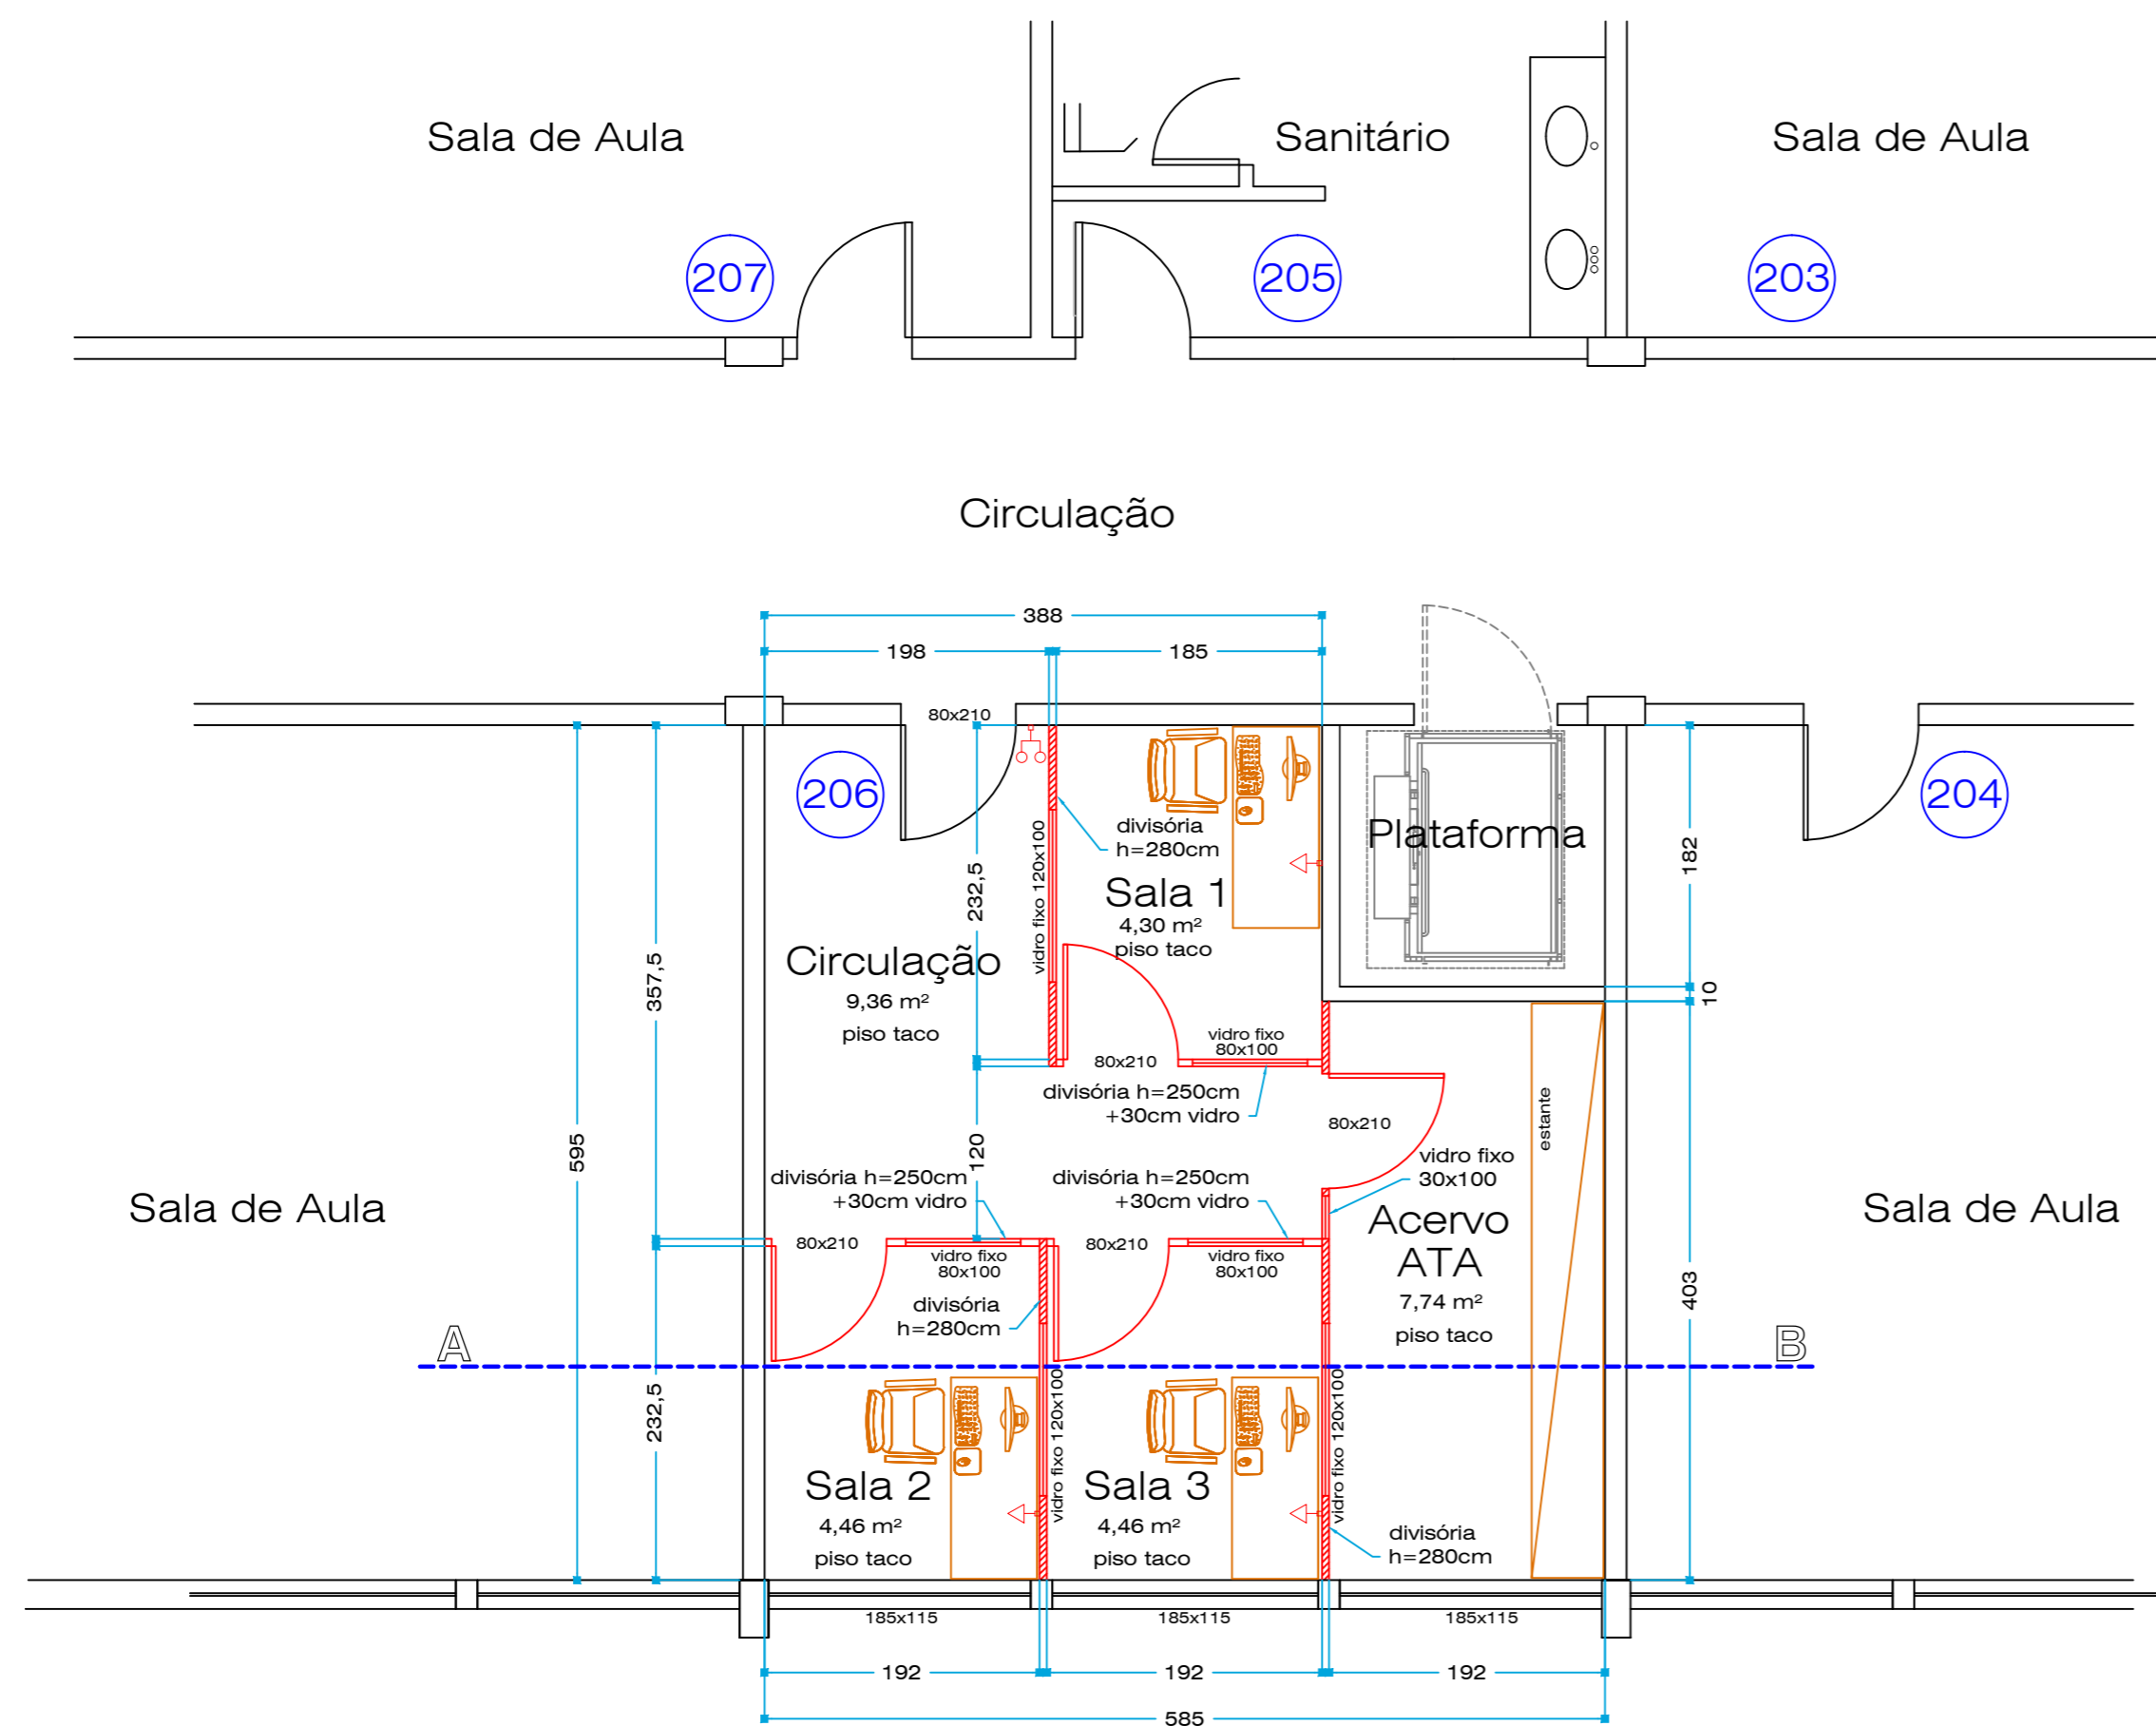 Sala de Aula
Sanitário
Sala de Aula
207
205
203
Circulação
388
198
185
80x210
206
204
divisória
h=280cm
vidro fixo 120x100
Plataforma
182
232,5
Sala 1
4,30 m²
piso taco
Circulação
9,36 m²
piso taco
357,5
10
vidro fixo
80x100
80x210
divisória h=250cm
+30cm vidro
estante
80x210
595
120
vidro fixo
30x100
divisória h=250cm
+30cm vidro
divisória h=250cm
+30cm vidro
Sala de Aula
Sala de Aula
Acervo
ATA
7,74 m²
piso taco
80x210
vidro fixo
80x100
80x210
vidro fixo
80x100
403
divisória
h=280cm
A
B
232,5
vidro fixo 120x100
vidro fixo 120x100
Sala 2
4,46 m²
piso taco
Sala 3
4,46 m²
piso taco
divisória
h=280cm
185x115
185x115
185x115
192
192
192
585